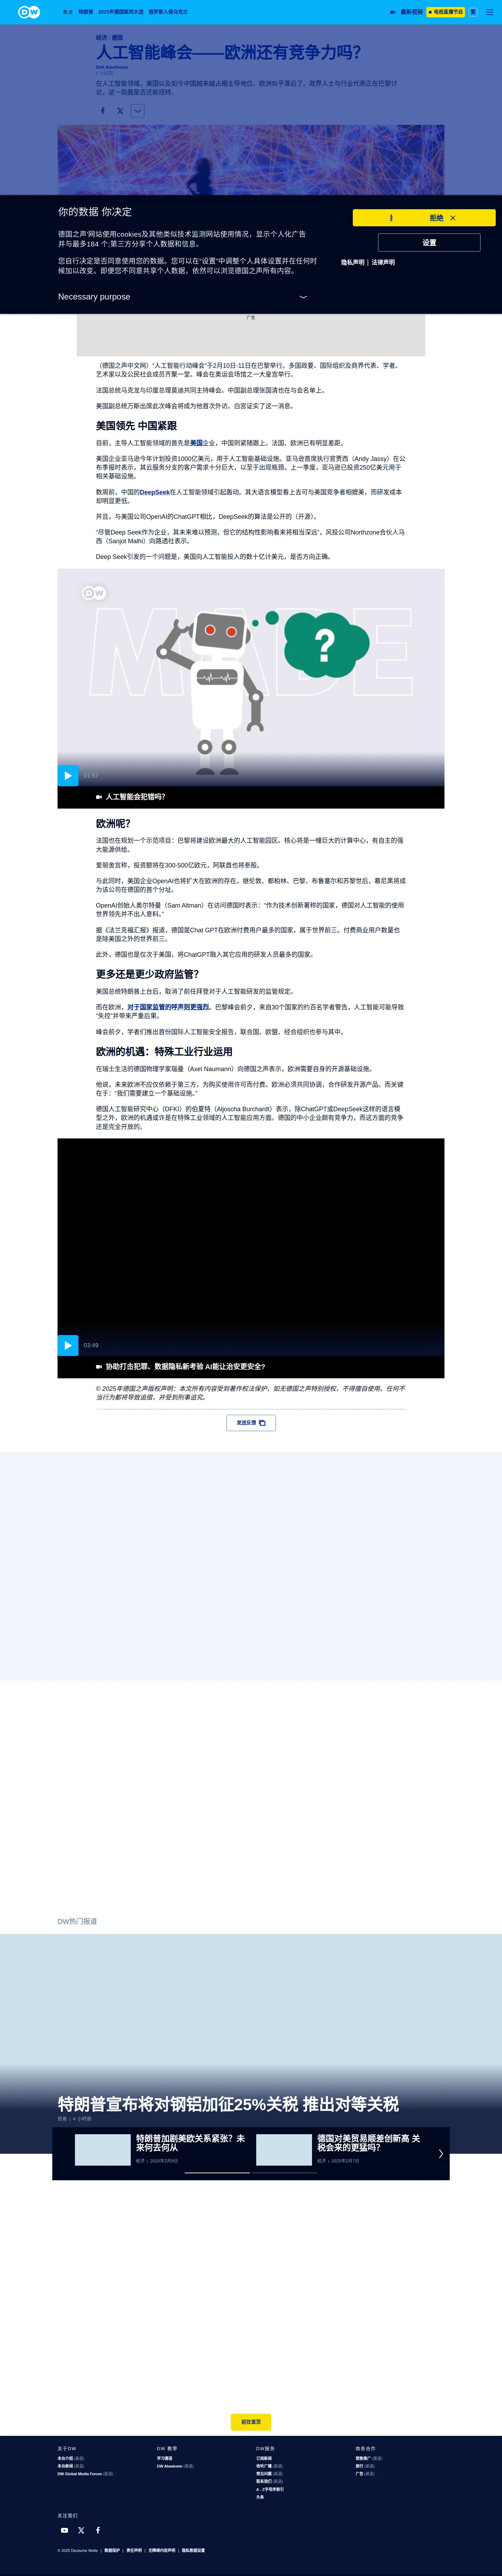 DW
焦点 特朗普 2025年德国联邦大选 俄罗斯入侵乌克兰
最新视频 电视直播节目 繁
经济 | 德国
人工智能峰会——欧洲还有竞争力吗？
Dirk Kaufmann
4 小时前
在人工智能领域，美国以及如今中国越来越占据主导地位。欧洲似乎落后了。政界人士与行业代表正在巴黎讨
论，这一局面是否还能扭转。
你的数据 你决定
拒绝
设置
隐私声明 | 法律声明
德国之声'网站使用cookies及其他类似技术监测网站使用情况，显示个人化广告
并与最多184 个;第三方分享个人数据和信息。
您自行决定是否同意使用您的数据。您可以在“设置”中调整个人具体设置并在任何时
候加以改变。即便您不同意共享个人数据，依然可以浏览德国之声所有内容。
Necessary purpose
广告
（德国之声中文网）“人工智能行动峰会”于2月10日-11日在巴黎举行。多国政要、国际组织及商界代表、学者、
艺术家以及公民社会成员齐聚一堂。峰会在奥运会场馆之一大皇宫举行。
法国总统马克龙与印度总理莫迪共同主持峰会。中国副总理张国清也在与会名单上。
美国副总统万斯出席此次峰会将成为他首次外访。白宫证实了这一消息。
美国领先 中国紧跟
目前，主导人工智能领域的首先是美国企业，中国则紧随跟上。法国、欧洲已有明显差距。
美国企业亚马逊今年计划投资1000亿美元，用于人工智能基础设施。亚马逊首席执行官贾西（Andy Jassy）在公
布季报时表示，其云服务分支的客户需求十分巨大，以至于出现瓶颈。上一季度，亚马逊已投资250亿美元用于
相关基础设施。
数周前，中国的DeepSeek在人工智能领域引起轰动。其大语言模型看上去可与美国竞争者相媲美，而研发成本
却明显更低。
并且，与美国公司OpenAI的ChatGPT相比，DeepSeek的算法是公开的（开源）。
“尽管Deep Seek作为企业，其未来难以预测，但它的结构性影响看来将相当深远”，风投公司Northzone合伙人马
西（Sanjot Malhi）向路透社表示。
Deep Seek引发的一个问题是，美国向人工智能投入的数十亿计美元，是否方向正确。
DW
MADE
?
01:57
人工智能会犯错吗？
欧洲呢？
法国也在规划一个示范项目：巴黎将建设欧洲最大的人工智能园区。核心将是一幢巨大的计算中心，有自主的强
大能源供给。
爱丽舍宫称，投资额将在300-500亿欧元，阿联酋也将参股。
与此同时，美国企业OpenAI也将扩大在欧洲的存在。继伦敦、都柏林、巴黎、布鲁塞尔和苏黎世后，慕尼黑将成
为该公司在德国的首个分址。
OpenAI创始人奥尔特曼（Sam Altman）在访问德国时表示：“作为技术创新著称的国家，德国对人工智能的使用
世界领先并不出人意料。”
据《法兰克福汇报》报道，德国是Chat GPT在欧洲付费用户最多的国家，属于世界前三。付费商业用户数量也
是除美国之外的世界前三。
此外，德国也是仅次于美国，将ChatGPT融入其它应用的研发人员最多的国家。
更多还是更少政府监管？
美国总统特朗普上台后，取消了前任拜登对于人工智能研发的监管规定。
而在欧洲，对于国家监管的呼声则更强烈。巴黎峰会前夕，来自30个国家的约百名学者警告，人工智能可能导致
“失控”并带来严重后果。
峰会前夕，学者们推出首份国际人工智能安全报告，联合国、欧盟、经合组织也参与其中。
欧洲的机遇：特殊工业行业运用
在瑞士生活的德国物理学家瑙曼（Axel Naumann）向德国之声表示，欧洲需要自身的开源基础设施。
他说，未来欧洲不应仅依赖于第三方，为购买使用许可而付费。欧洲必须共同协调，合作研发开源产品。而关键
在于：“我们需要建立一个基础设施。”
德国人工智能研究中心（DFKI）的伯夏特（Aljoscha Burchardt）表示，除ChatGPT或DeepSeek这样的语言模
型之外，欧洲的机遇或许是在特殊工业领域的人工智能应用方面。德国的中小企业颇有竞争力，而这方面的竞争
还是完全开放的。
03:49
协助打击犯罪、数据隐私新考验 AI能让治安更安全？
© 2025年德国之声版权声明：本文所有内容受到著作权法保护，如无德国之声特别授权，不得擅自使用。任何不
当行为都将导致追偿，并受到刑事追究。
发送反馈
DW热门报道
特朗普宣布将对钢铝加征25%关税 推出对等关税
贸易 | 4 小时前
特朗普加剧美欧关系紧张？未
来何去何从
经济 | 2025年2月8日
德国对美贸易顺差创新高 关
税会来的更猛吗？
经济 | 2025年2月7日
前往首页
关于DW
本台介绍 (英语)
本台新闻 (英语)
DW Global Media Forum (英语)
DW 教學
学习德语
DW Akademie (英语)
DW服务
订阅新闻
收听广播 (英语)
常见问题 (英语)
联系我们 (英语)
A - Z字母序索引
头条
商务合作
销售推广 (英语)
旅行 (英语)
广告 (英语)
关注我们
© 2025 Deutsche Welle | 数据保护 | 责任声明 | 无障碍内容声明 | 隐私数据设置